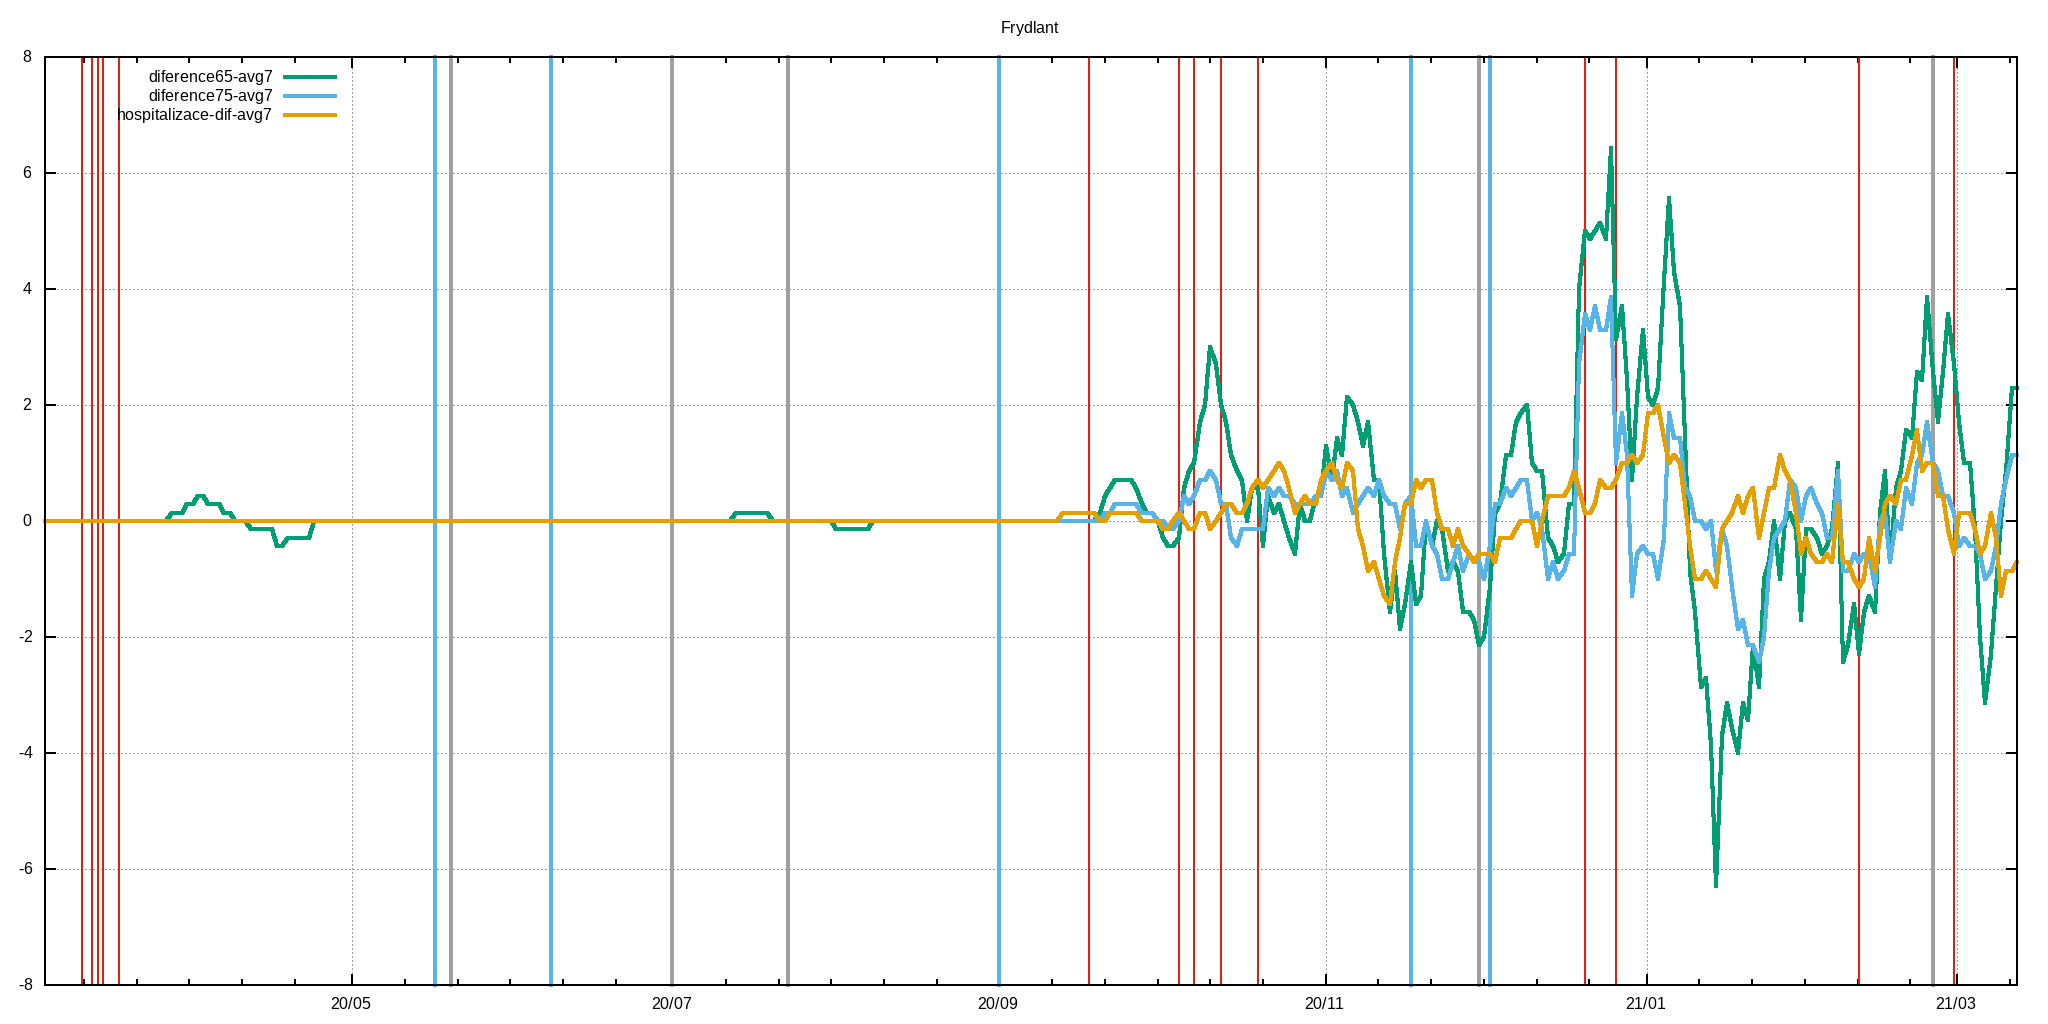 Frydlant
diference65-avg7
diference75-avg7
hospitalizace-dif-avg7
8
6
4
2
0
-2
-4
-6
-8
20/05 20/07 20/09 20/11 21/01 21/03